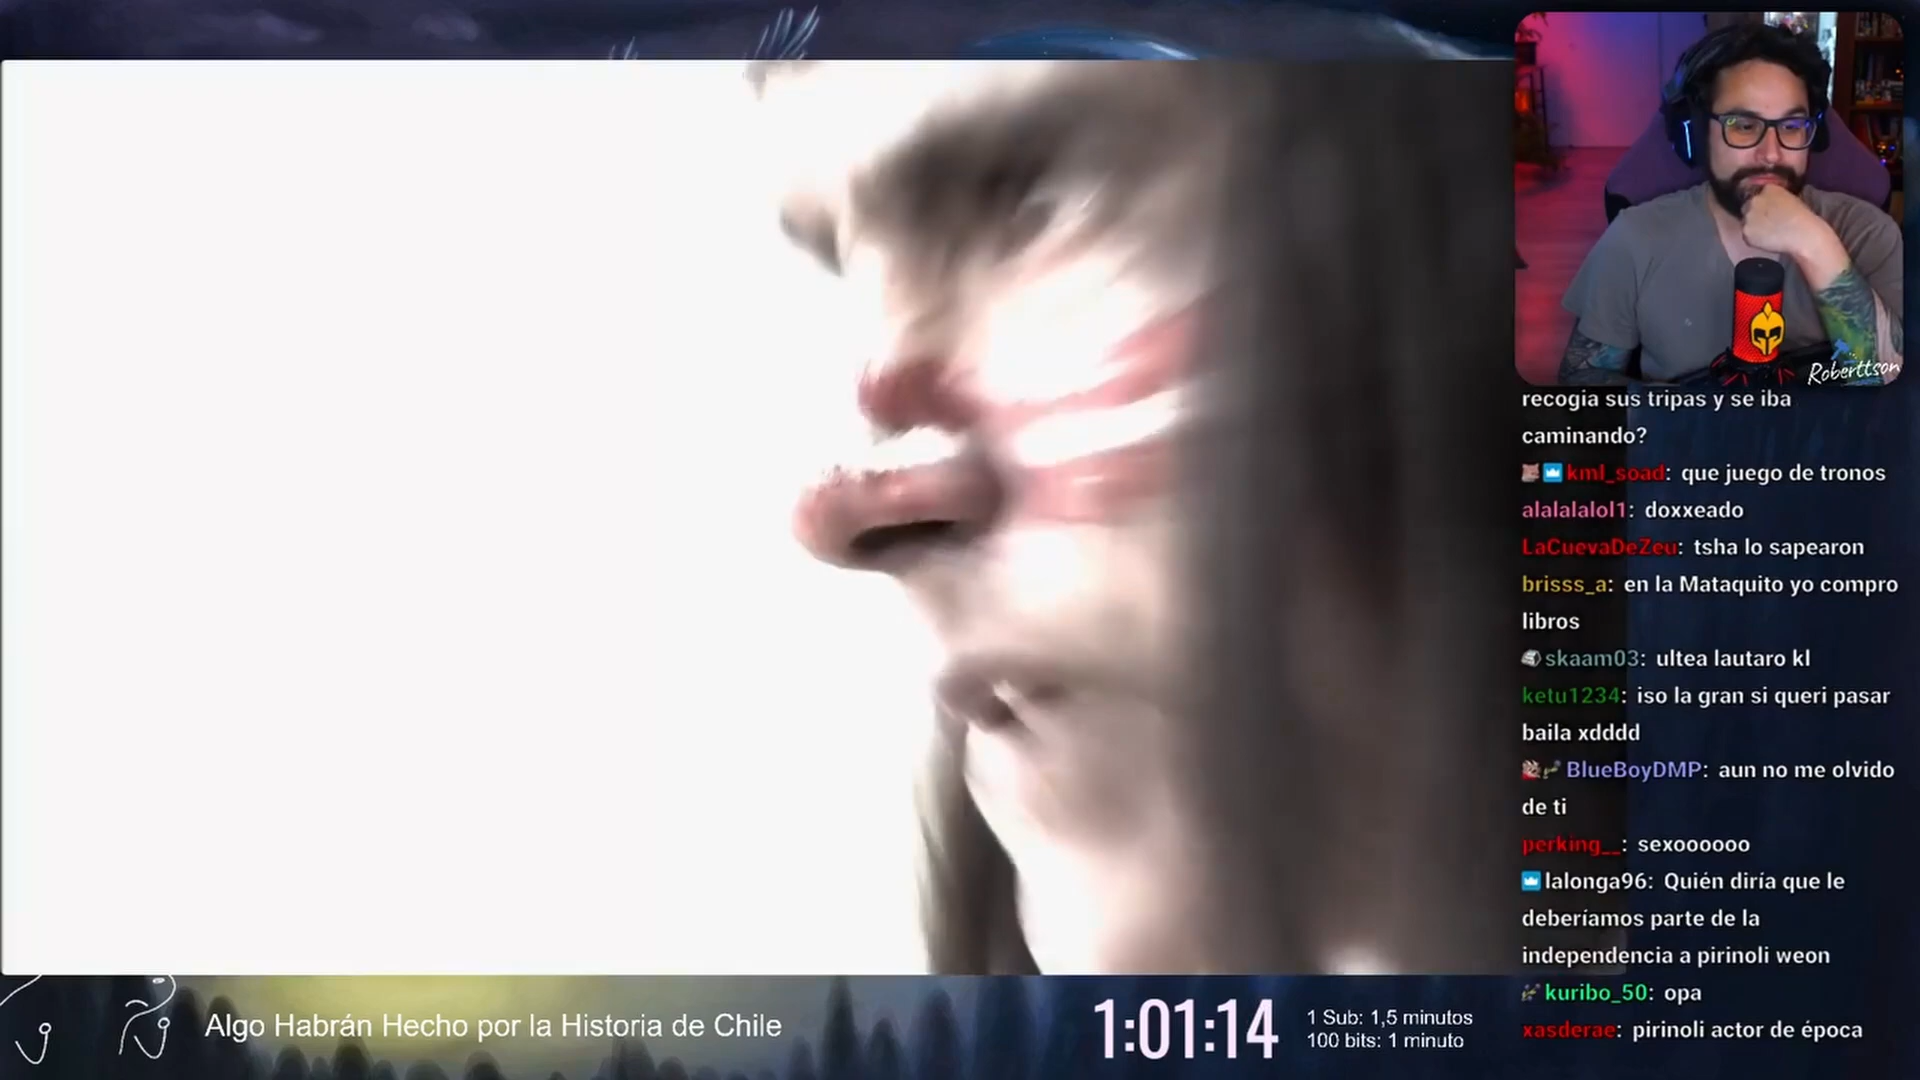 Roberttson
recogia sus tripas y se iba
caminando?
kml_soad: que juego de tronos
alalalalol1: doxxeado
LaCuevaDeZeu: tsha lo sapearon
brisss_a: en la Mataquito yo compro
libros
skaam03: ultea lautaro kl
ketu1234: iso la gran si queri pasar
baila xdddd
BlueBoyDMP: aun no me olvido
de ti
perking__: sexoooooo
lalonga96: Quién diría que le
deberíamos parte de la
independencia a pirinoli weon
kuribo_50: opa
xasderae: pirinoli actor de época
Algo Habrán Hecho por la Historia de Chile
1:01:14
1 Sub: 1,5 minutos
100 bits: 1 minuto